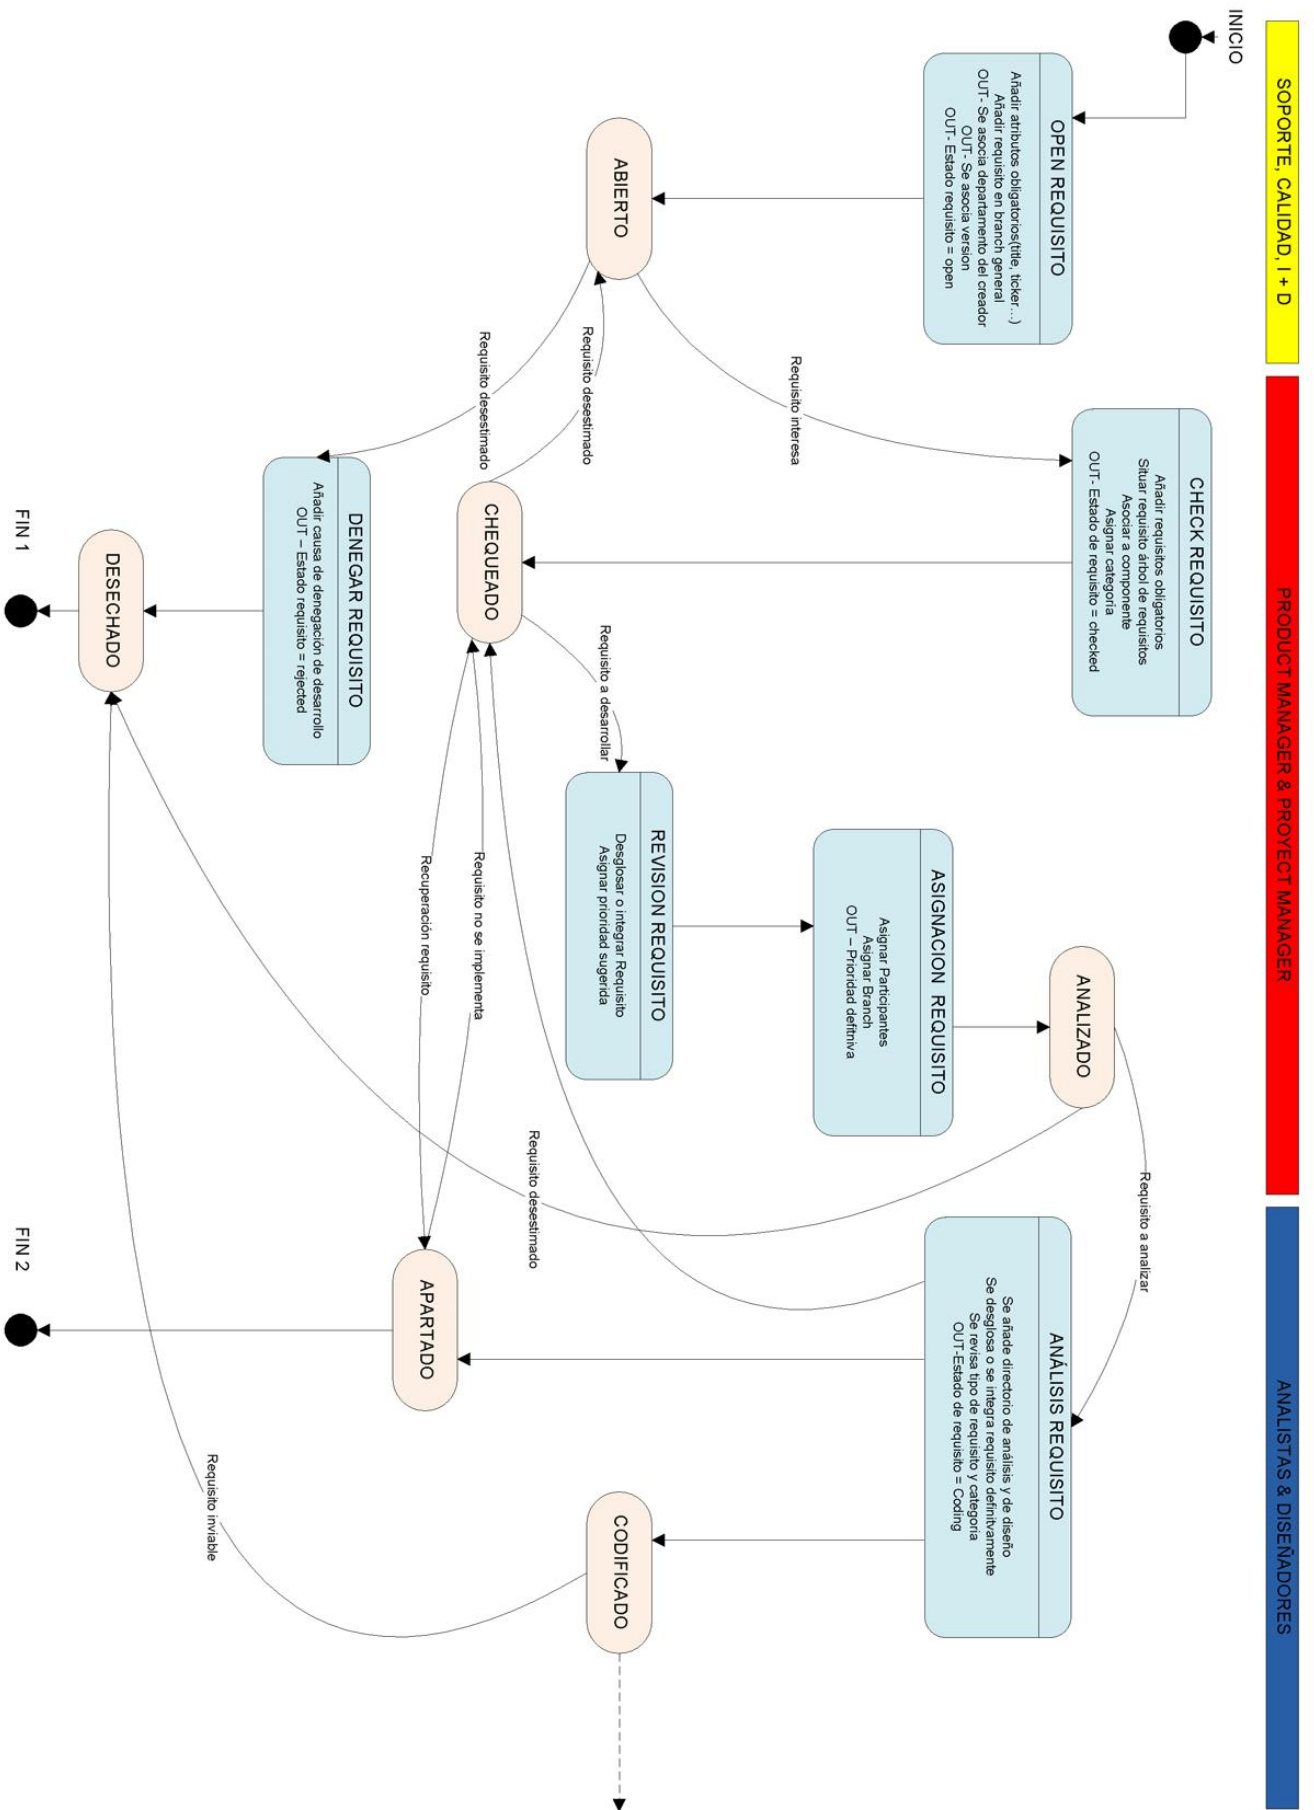 SOPORTE, CALIDAD, I + D
PRODUCT MANAGER & PROYECT MANAGER
ANALISTAS & DISEÑADORES
INICIO
OPEN REQUISITO
Añadir atributos obligatorios(title, ticker…)
Añadir requisito en branch general
OUT- Se asocia departamento del creador
OUT- Se asocia version
OUT- Estado requisito = open
CHECK REQUISITO
Añadir requisitos obligatorios
Situar requisito árbol de requisitos
Asociar a componente
Asignar categoria
OUT- Estado de requisito = checked
ANALIZADO
Requisito a analizar
ANÁLISIS REQUISITO
Se añade directorio de análisis y de diseño
Se desglosa o se integra requisito definitvamente
Se revisa tipo de requisito y categoria
OUT-Estado de requisito = Coding
ASIGNACION REQUISITO
Asignar Participantes
Asignar Branch
OUT – Prioridad defitniva
Requisito interesa
ABIERTO
REVISION REQUISITO
Desglosar o integrar Requisito
Asignar prioridad sugerida
Requisito a desarrollar
CODIFICADO
Requisito desestimado
Requisito desestimado
CHEQUEADO
Requisito desestimado
Requisito no se implementa
Recuperación requisito
APARTADO
DENEGAR REQUISITO
Añadir causa de denegación de desarrollo
OUT – Estado requisito = rejected
Requisito inviable
DESECHADO
FIN 1
FIN 2